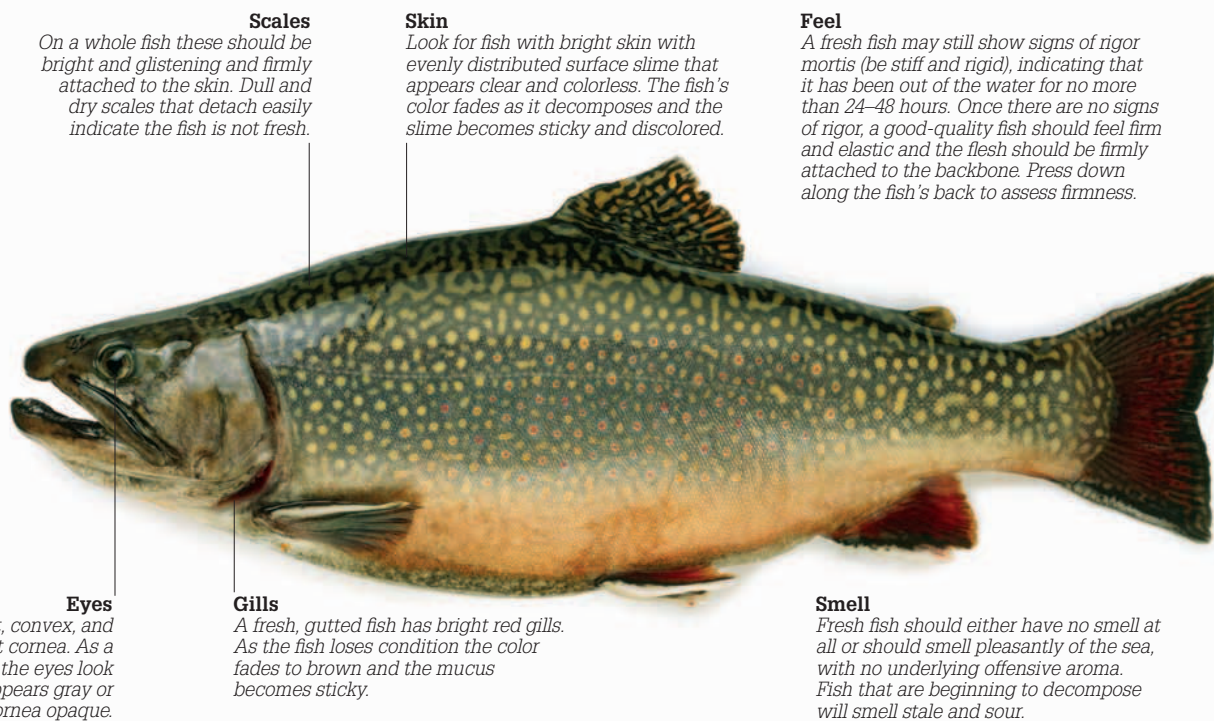 Scales
On a whole fish these should be
bright and glistening and firmly
attached to the skin. Dull and
dry scales that detach easily
indicate the fish is not fresh.
Skin
Look for fish with bright skin with
evenly distributed surface slime that
appears clear and colorless. The fish’s
color fades as it decomposes and the
slime becomes sticky and discolored.
Feel
A fresh fish may still show signs of rigor
mortis (be stiff and rigid), indicating that
it has been out of the water for no more
than 24–48 hours. Once there are no signs
of rigor, a good-quality fish should feel firm
and elastic and the flesh should be firmly
attached to the backbone. Press down
along the fish’s back to assess firmness.
Eyes
, convex, and
cornea. As a
the eyes look
gray or
opaque.
Gills
A fresh, gutted fish has bright red gills.
As the fish loses condition the color
fades to brown and the mucus
becomes sticky.
Smell
Fresh fish should either have no smell at
all or should smell pleasantly of the sea,
with no underlying offensive aroma.
Fish that are beginning to decompose
will smell stale and sour.